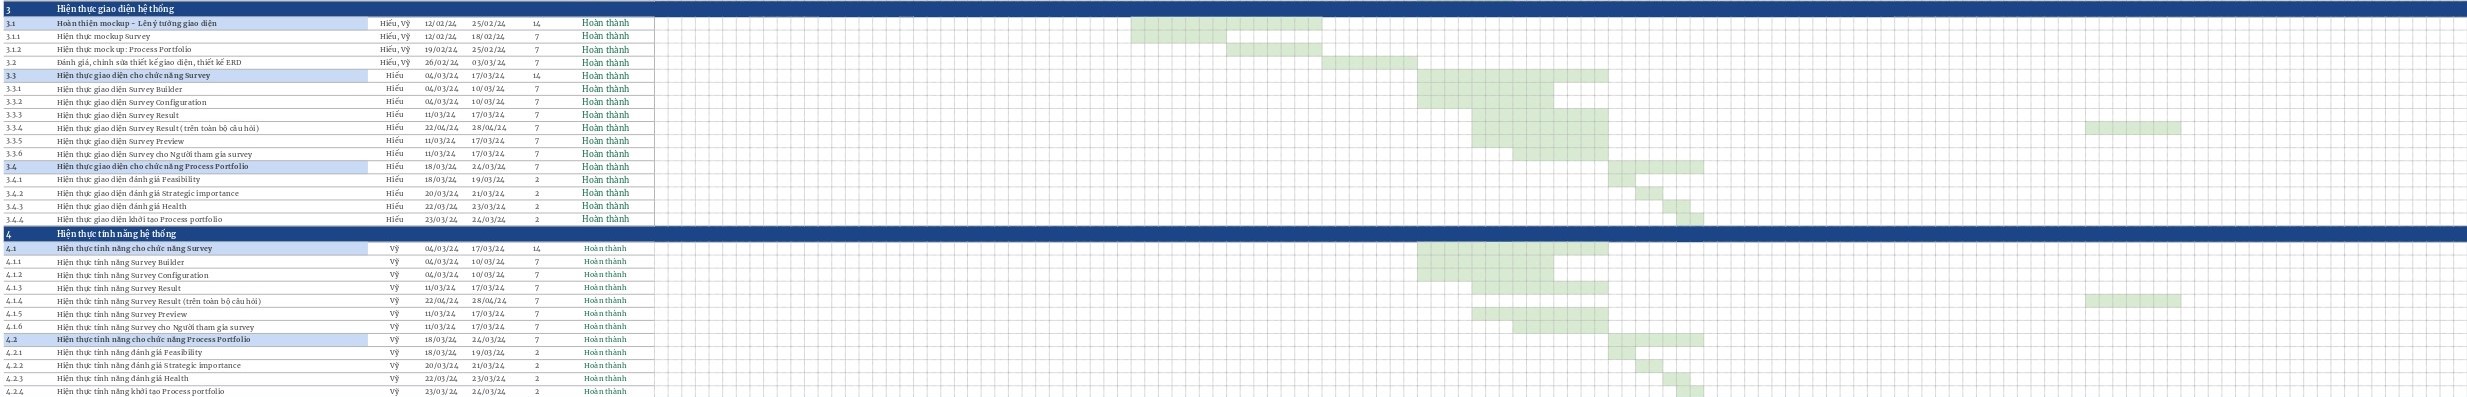 3 Hiện thực giao diện hệ thống
3.1 Hoàn thiện mockup - Lên ý tưởng giao diện Hiếu, Vỹ 12/02/24 25/02/24 14 Hoàn thành
3.1.1 Hiện thực mockup Survey Hiếu, Vỹ 12/02/24 18/02/24 7 Hoàn thành
3.1.2 Hiện thực mock up: Process Portfolio Hiếu, Vỹ 19/02/24 25/02/24 7 Hoàn thành
3.2 Đánh giá, chỉnh sửa thiết kế giao diện, thiết kế ERD Hiếu, Vỹ 26/02/24 03/03/24 7 Hoàn thành
3.3 Hiện thực giao diện cho chức năng Survey Hiếu 04/03/24 17/03/24 14 Hoàn thành
3.3.1 Hiện thực giao diện Survey Builder Hiếu 04/03/24 10/03/24 7 Hoàn thành
3.3.2 Hiện thực giao diện Survey Configuration Hiếu 04/03/24 10/03/24 7 Hoàn thành
3.3.3 Hiện thực giao diện Survey Result Hiếu 11/03/24 17/03/24 7 Hoàn thành
3.3.4 Hiện thực giao diện Survey Result (trên toàn bộ câu hỏi) Hiếu 22/04/24 28/04/24 7 Hoàn thành
3.3.5 Hiện thực giao diện Survey Preview Hiếu 11/03/24 17/03/24 7 Hoàn thành
3.3.6 Hiện thực giao diện Survey cho Người tham gia survey Hiếu 11/03/24 17/03/24 7 Hoàn thành
3.4 Hiện thực giao diện cho chức năng Process Portfolio Hiếu 18/03/24 24/03/24 7 Hoàn thành
3.4.1 Hiện thực giao diện đánh giá Feasibility Hiếu 18/03/24 19/03/24 2 Hoàn thành
3.4.2 Hiện thực giao diện đánh giá Strategic importance Hiếu 20/03/24 21/03/24 2 Hoàn thành
3.4.3 Hiện thực giao diện đánh giá Health Hiếu 22/03/24 23/03/24 2 Hoàn thành
3.4.4 Hiện thực giao diện khởi tạo Process portfolio Hiếu 23/03/24 24/03/24 2 Hoàn thành
4 Hiện thực tính năng hệ thống
4.1 Hiện thực tính năng cho chức năng Survey Vỹ 04/03/24 17/03/24 14 Hoàn thành
4.1.1 Hiện thực tính năng Survey Builder Vỹ 04/03/24 10/03/24 7 Hoàn thành
4.1.2 Hiện thực tính năng Survey Configuration Vỹ 04/03/24 10/03/24 7 Hoàn thành
4.1.3 Hiện thực tính năng Survey Result Vỹ 11/03/24 17/03/24 7 Hoàn thành
4.1.4 Hiện thức tính năng Survey Result (trên toàn bộ câu hỏi) Vỹ 22/04/24 28/04/24 7 Hoàn thành
4.1.5 Hiện thực tính năng Survey Preview Vỹ 11/03/24 17/03/24 7 Hoàn thành
4.1.6 Hiện thực tính năng Survey cho Người tham gia survey Vỹ 11/03/24 17/03/24 7 Hoàn thành
4.2 Hiện thực tính năng cho chức năng Process Portfolio Vỹ 18/03/24 24/03/24 7 Hoàn thành
4.2.1 Hiện thực tính năng đánh giá Feasibility Vỹ 18/03/24 19/03/24 2 Hoàn thành
4.2.2 Hiện thực tính năng đánh giá Strategic importance Vỹ 20/03/24 21/03/24 2 Hoàn thành
4.2.3 Hiện thực tính năng đánh giá Health Vỹ 22/03/24 23/03/24 2 Hoàn thành
4.2.4 Hiện thực tính năng khởi tạo Process portfolio Vỹ 23/03/24 24/03/24 2 Hoàn thành